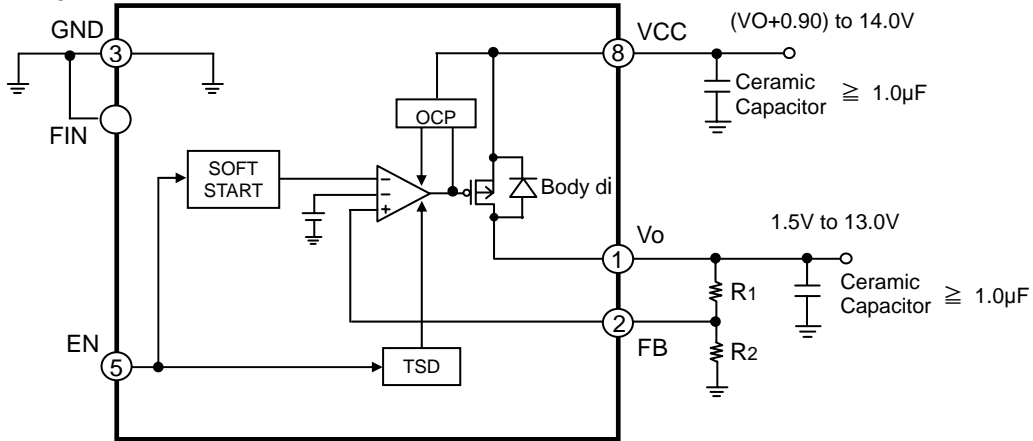 GND
3
FIN
SOFT
START
EN
5
OCP
TSD
Body di
8
VCC
(VO+0.90) to 14.0V
Ceramic
Capacitor ≧ 1.0µF
1
Vo
1.5V to 13.0V
R1
Ceramic
Capacitor ≧ 1.0µF
2
FB
R2